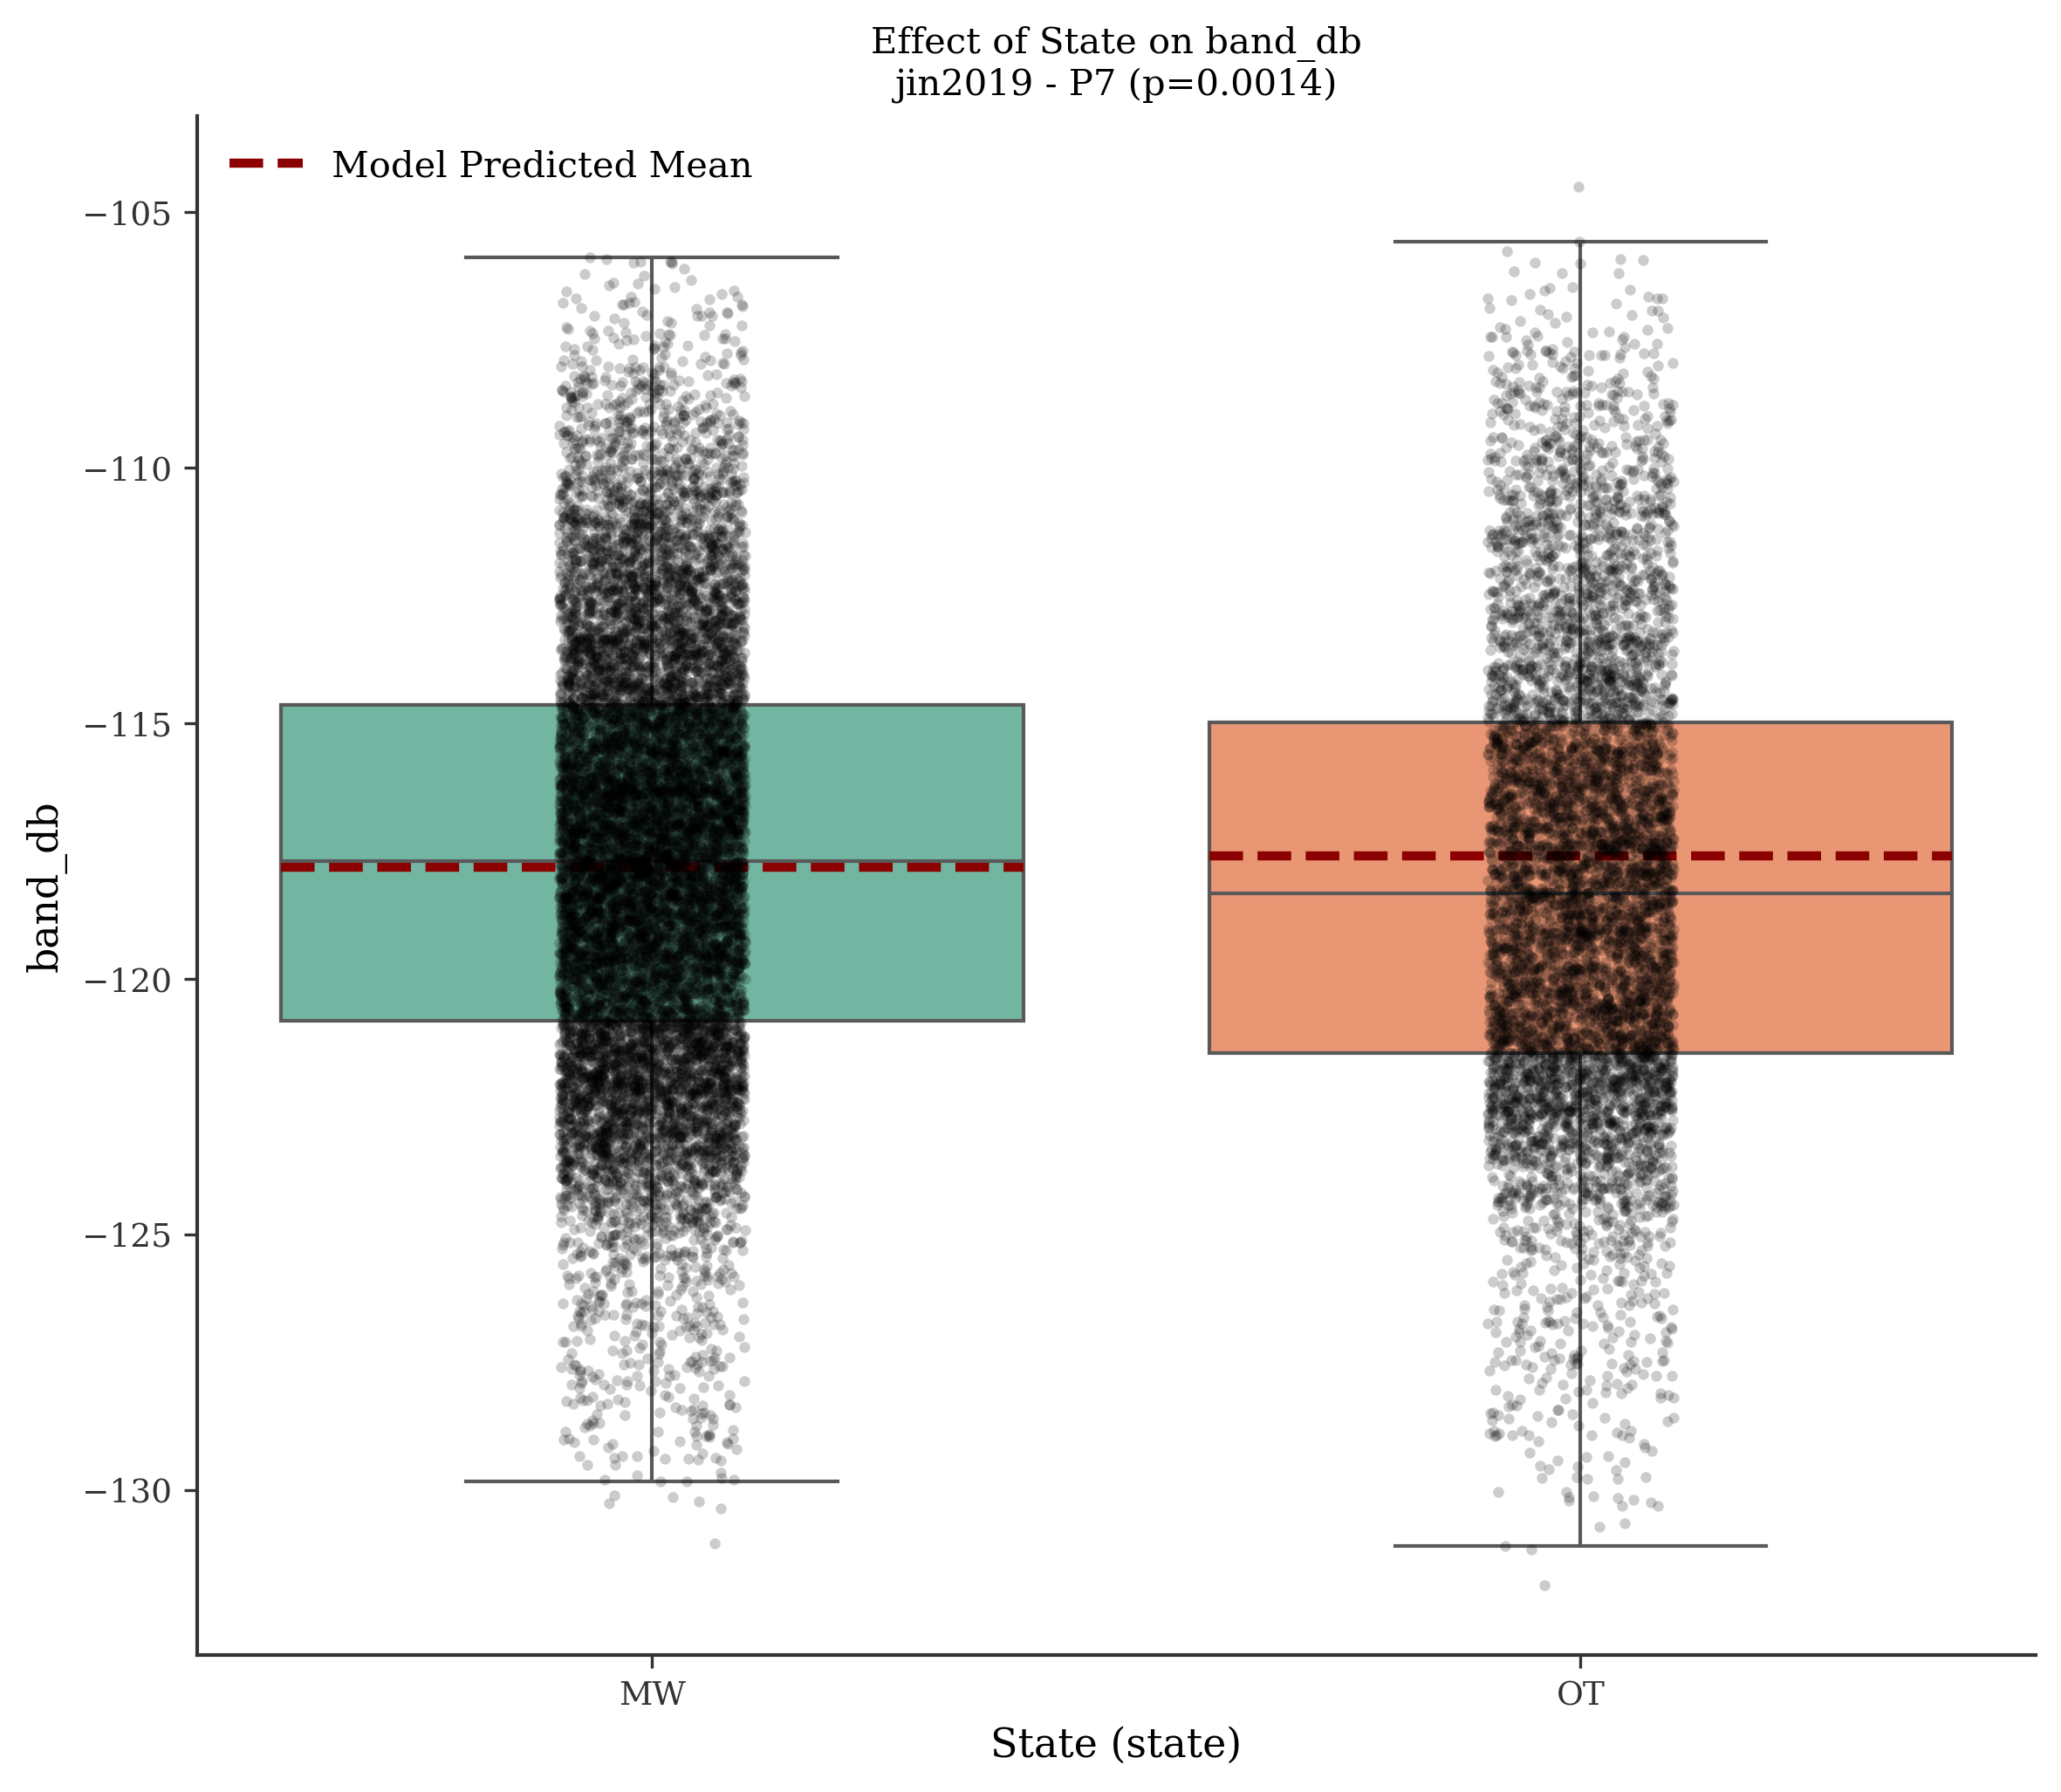 Effect of State on band_db
jin2019 - P7 (p=0.0014)
Model Predicted Mean
−105
−110
−115
−120
−125
−130
band_db
MW
OT
State (state)